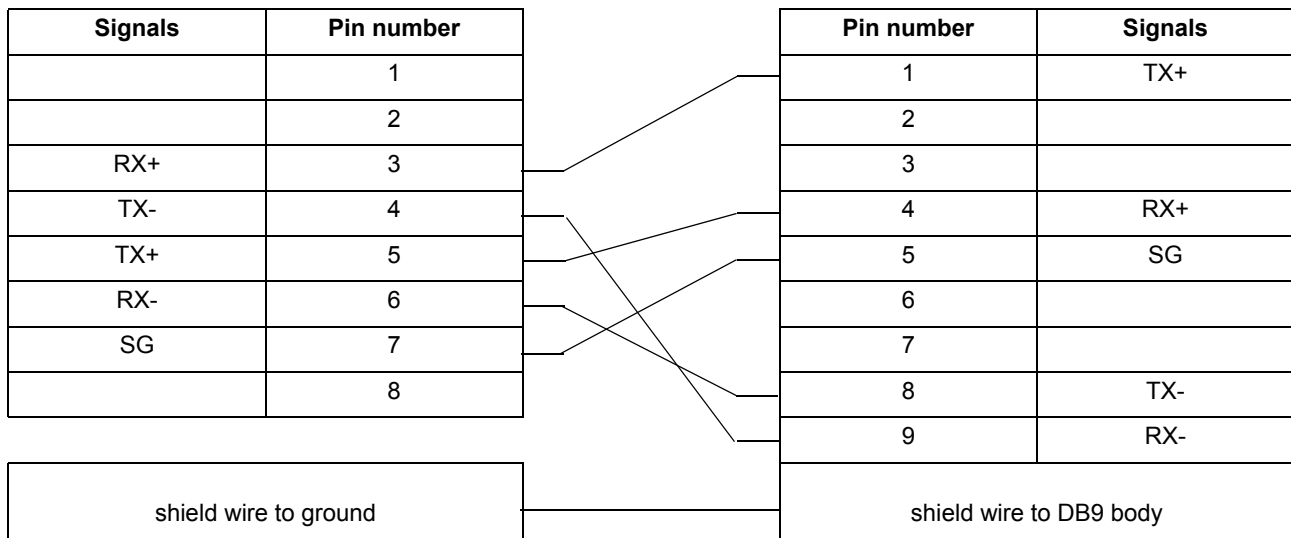 Signals Pin number Pin number Signals
1 1 TX+
2 2
RX+ 3 3
TX- 4 4 RX+
TX+ 5 5 SG
RX- 6 6
SG 7 7
8 8 TX-
9 RX-
shield wire to ground shield wire to DB9 body